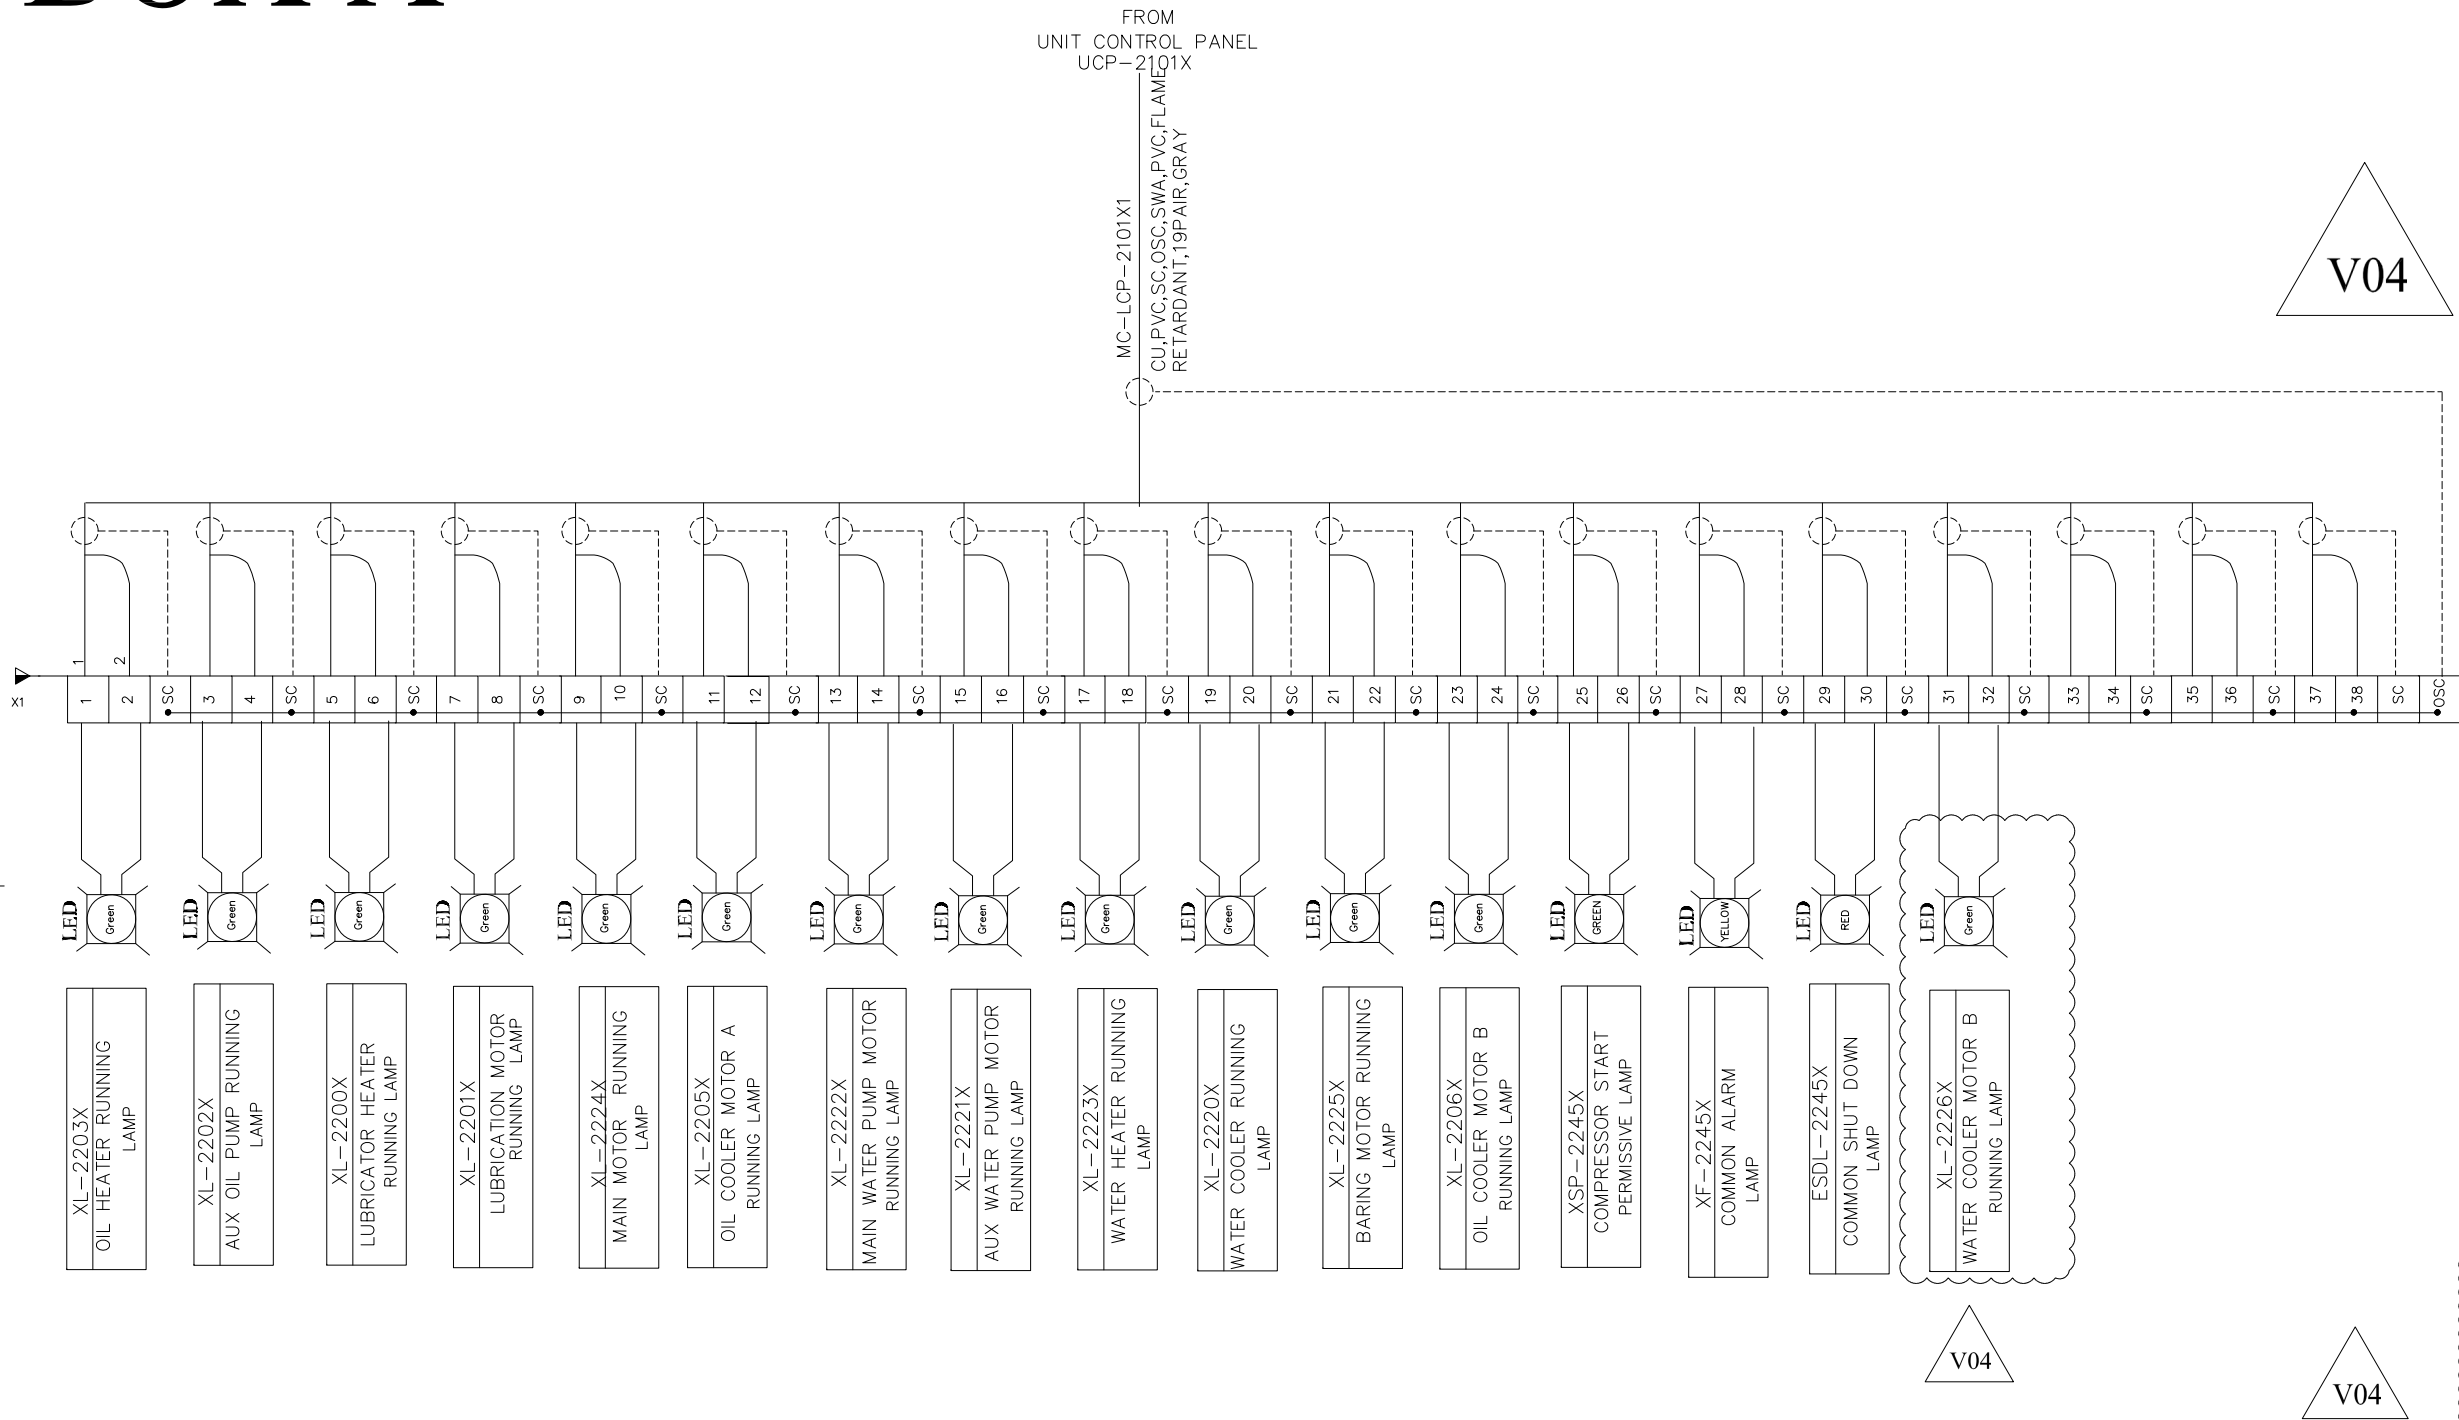 FROM
UNIT CONTROL PANEL
UCP-2101X
MC-LCP-2101X1
CU,PVC,SC,OSC,SWA,PVC,FLAME
RETARDANT,19PAIR,GRAY
V04
1 2
X1
1 2 SC 3 4 SC 5 6 SC 7 8 SC 9 10 SC 11 12 SC 13 14 SC 15 16 SC 17 18 SC 19 20 SC 21 22 SC 23 24 SC 25 26 SC 27 28 SC 29 30 SC 31 32 SC 33 34 SC 35 36 SC 37 38 SC OSC
LED Green
LED Green
LED Green
LED Green
LED Green
LED Green
LED Green
LED Green
LED Green
LED Green
LED Green
LED Green
LED GREEN
LED YELLOW
LED RED
LED Green
XL-2203X
OIL HEATER RUNNING
LAMP
XL-2202X
AUX OIL PUMP RUNNING
LAMP
XL-2200X
LUBRICATOR HEATER
RUNNING LAMP
XL-2201X
LUBRICATION MOTOR
RUNNING LAMP
XL-2224X
MAIN MOTOR RUNNING
LAMP
XL-2205X
OIL COOLER MOTOR A
RUNNING LAMP
XL-2222X
MAIN WATER PUMP MOTOR
RUNNING LAMP
XL-2221X
AUX WATER PUMP MOTOR
RUNNING LAMP
XL-2223X
WATER HEATER RUNNING
LAMP
XL-2220X
WATER COOLER RUNNING
LAMP
XL-2225X
BARING MOTOR RUNNING
LAMP
XL-2206X
OIL COOLER MOTOR B
RUNNING LAMP
XSP-2245X
COMPRESSOR START
PERMISSIVE LAMP
XF-2245X
COMMON ALARM
LAMP
ESDL-2245X
COMMON SHUT DOWN
LAMP
XL-2226X
WATER COOLER MOTOR B
RUNNING LAMP
V04
V04